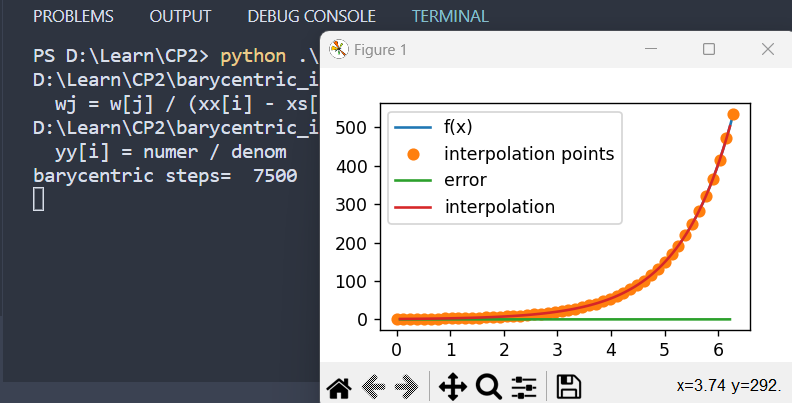 PROBLEMS OUTPUT DEBUG CONSOLE TERMINAL
PS D:\Learn\CP2> python .\
D:\Learn\CP2\barycentric_i
wj = w[j] / (xx[i] - xs[
D:\Learn\CP2\barycentric_i
yy[i] = numer / denom
barycentric steps= 7500
Figure 1
f(x)
interpolation points
error
interpolation
500
400
300
200
100
0
0 1 2 3 4 5 6
x=3.74 y=292.